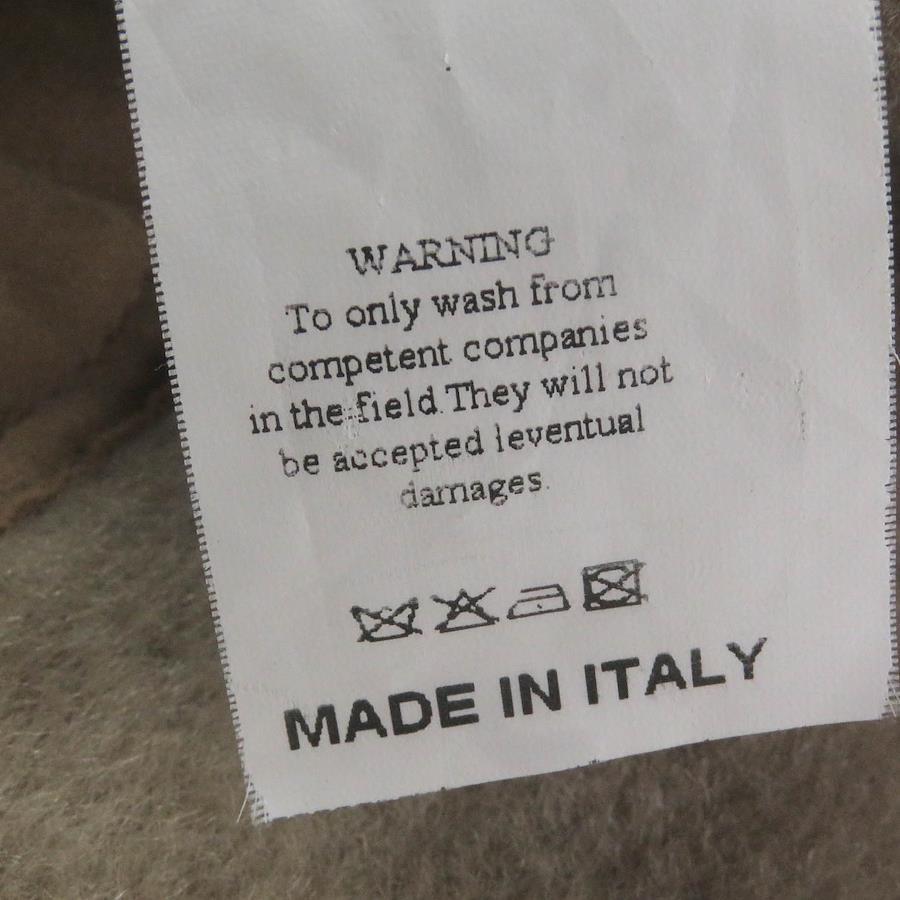 WARNING
To only wash from
competent companies
in the field.They will not
be accepted leventual
damages.
MADE IN ITALY